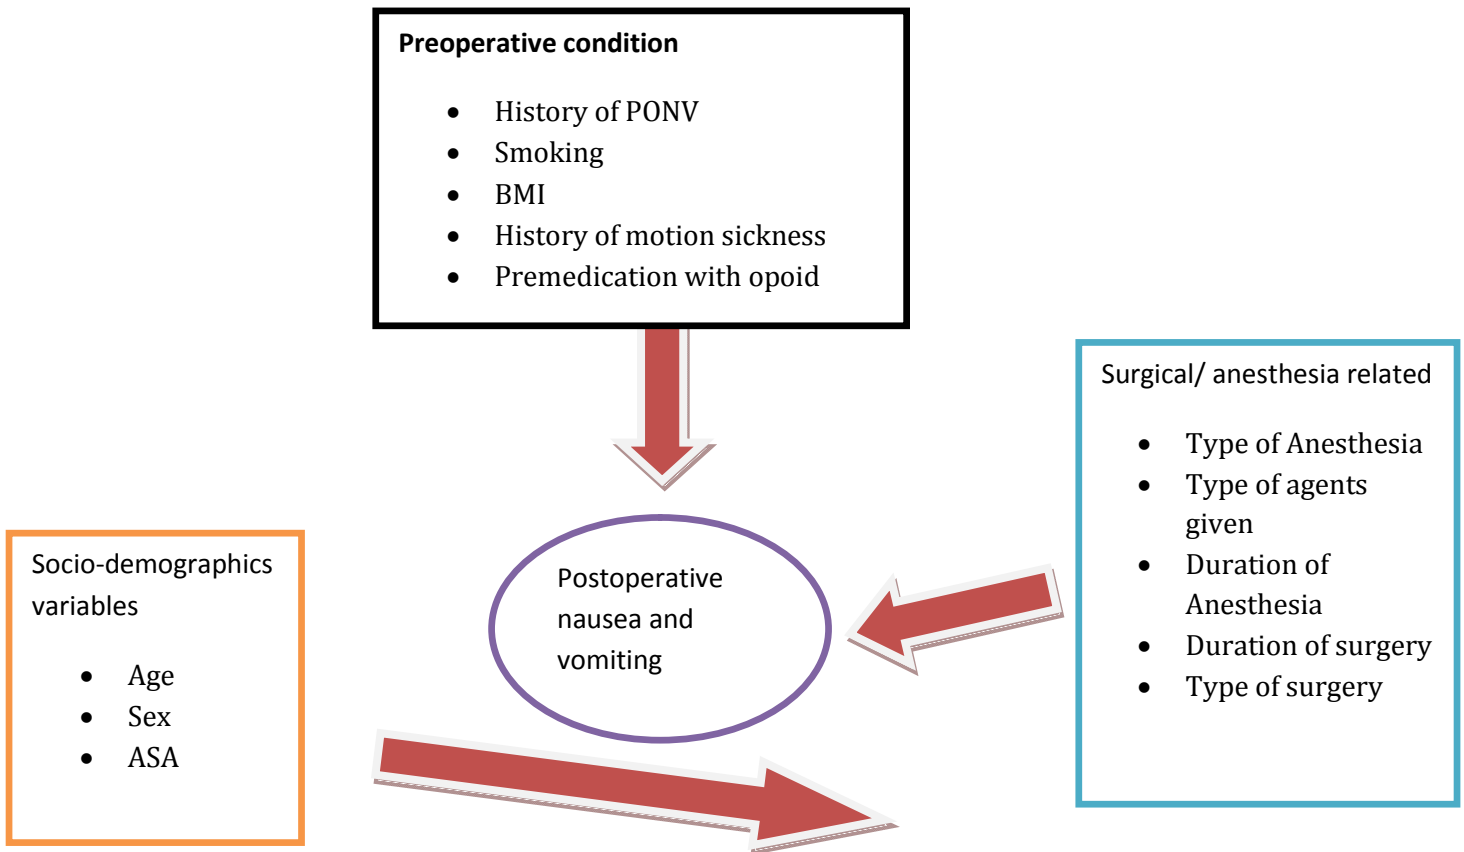 Preoperative condition
• History of PONV
• Smoking
• BMI
• History of motion sickness
• Premedication with opoid
Surgical/ anesthesia related
• Type of Anesthesia
• Type of agents
given
• Duration of
Anesthesia
• Duration of surgery
• Type of surgery
Socio-demographics
variables
• Age
• Sex
• ASA
Postoperative
nausea and
vomiting